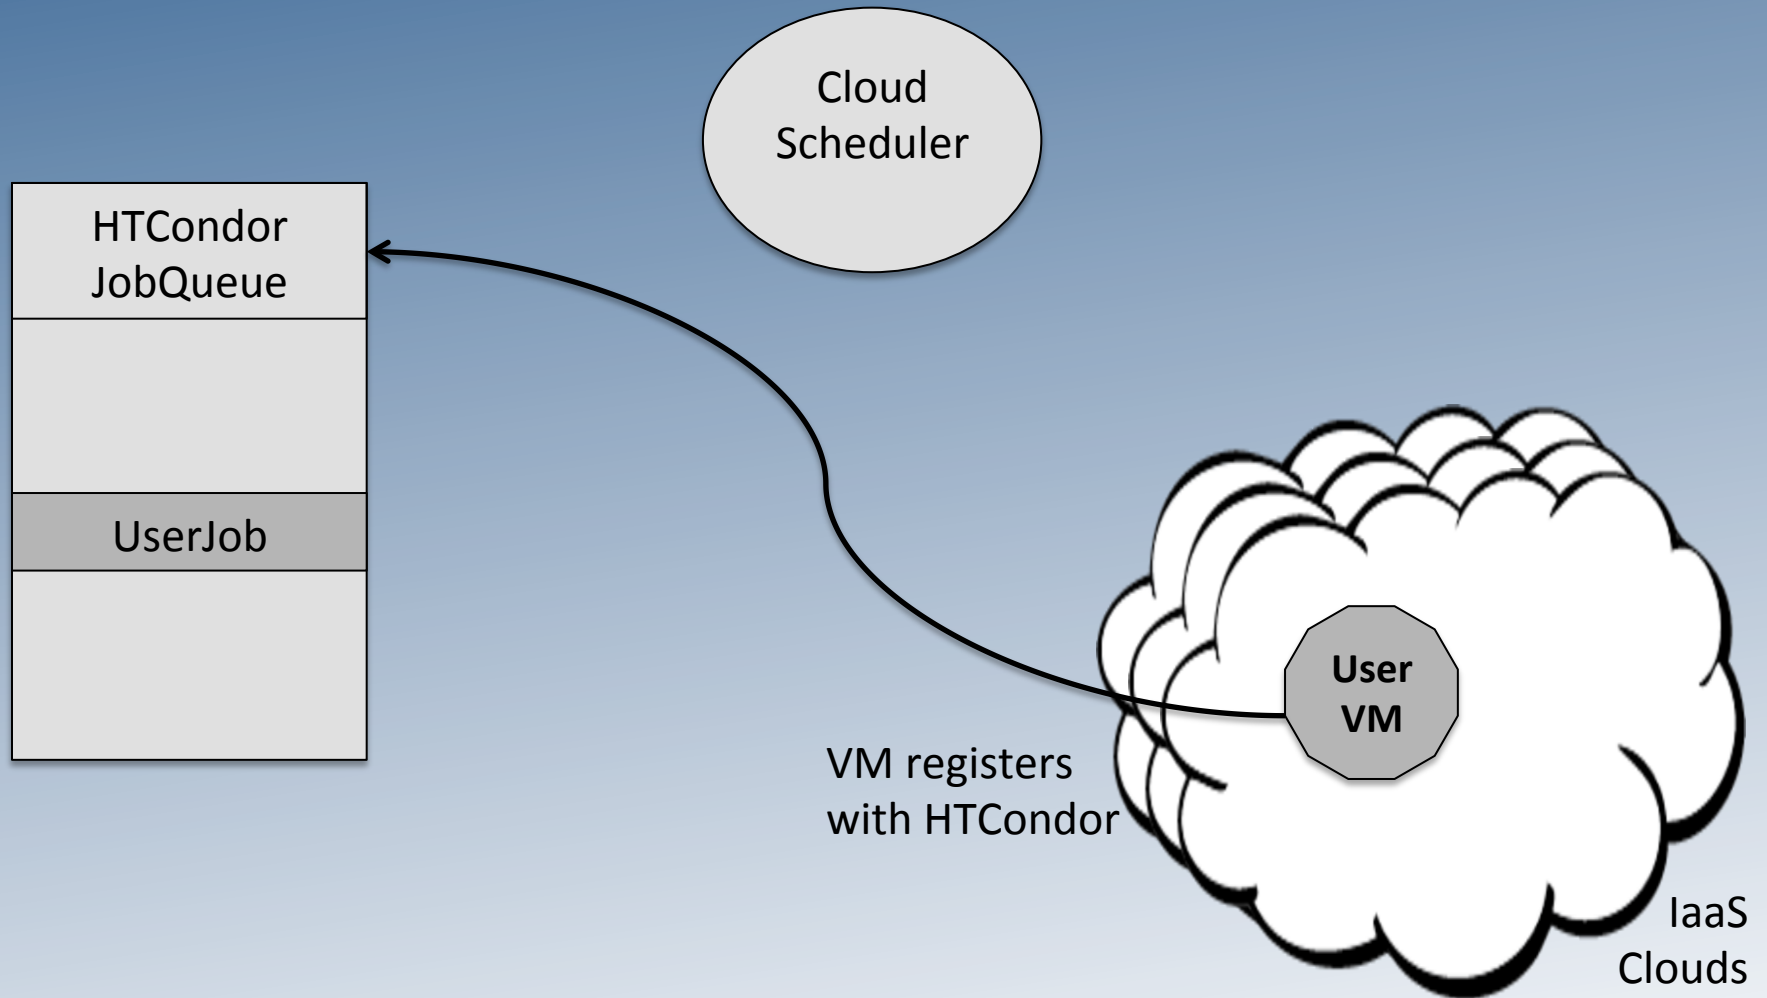 Cloud
Scheduler
HTCondor
JobQueue
UserJob
User
VM
VM registers
with HTCondor
IaaS
Clouds